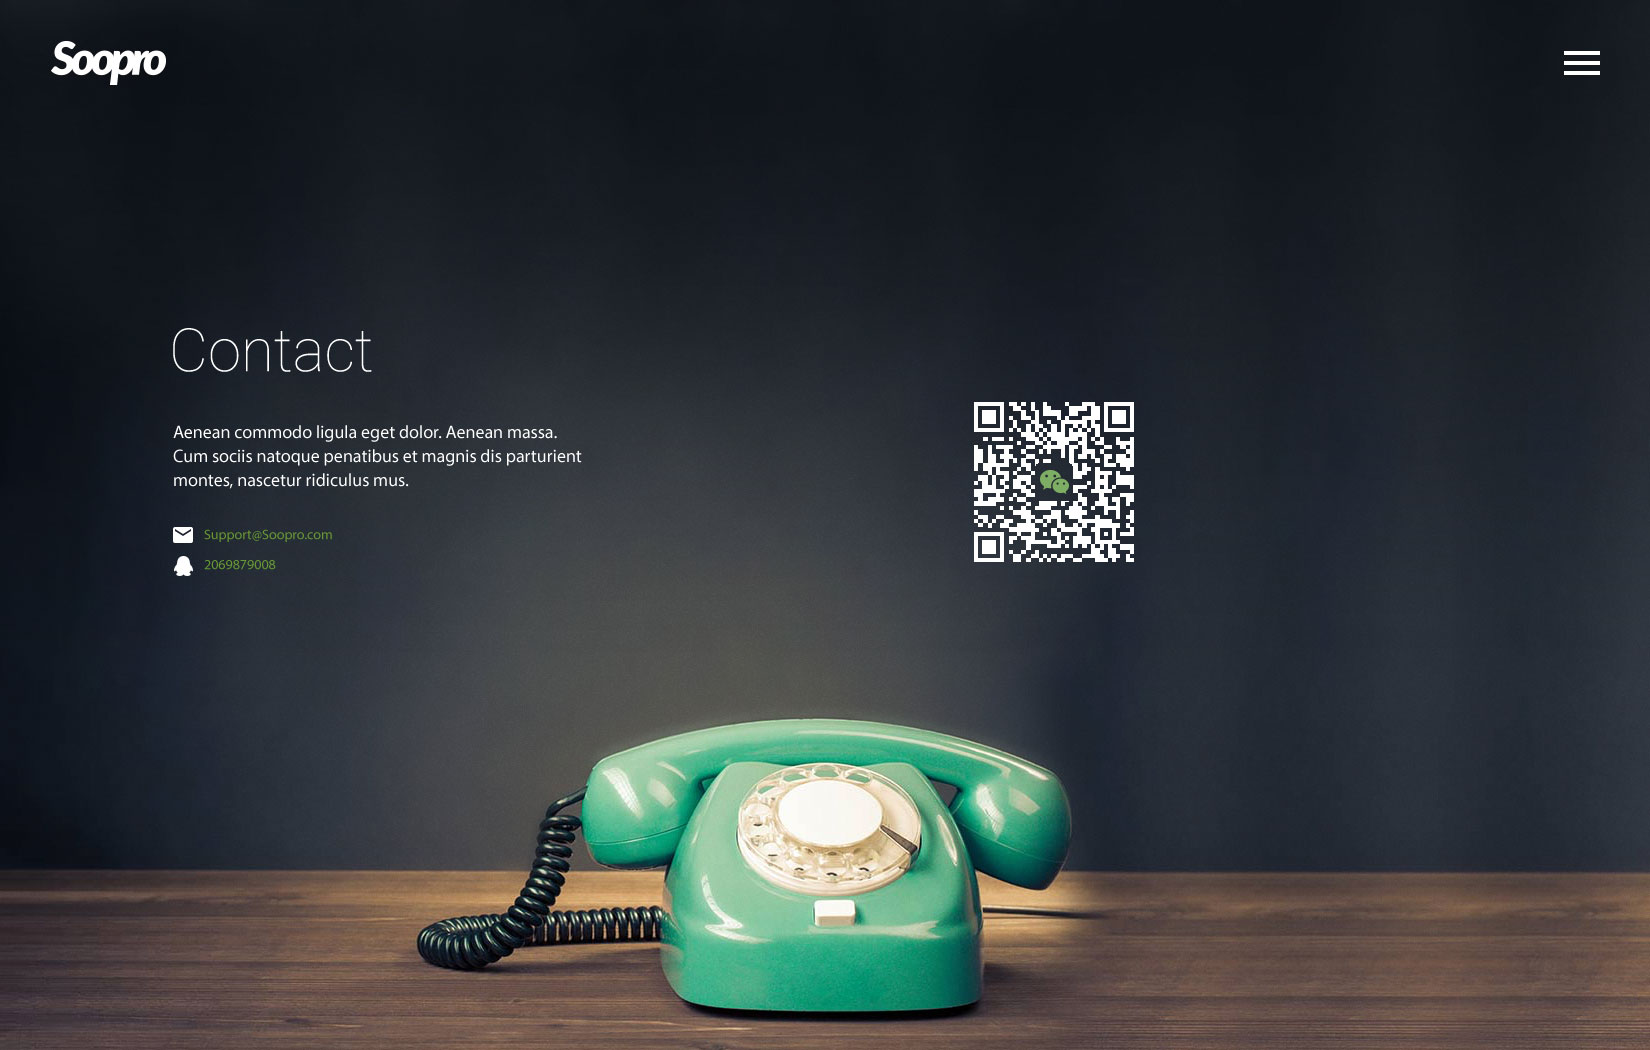 Soopro
Contact
Aenean commodo ligula eget dolor. Aenean massa.
Cum sociis natoque penatibus et magnis dis parturient
montes, nascetur ridiculus mus.
Support@Soopro.com
2069879008